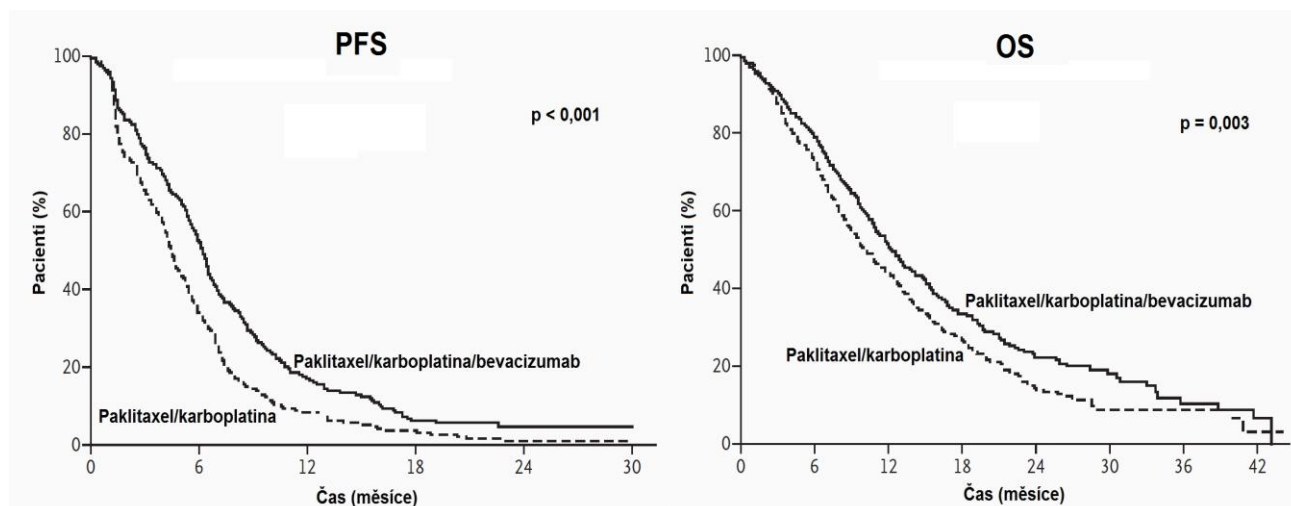 PFS
100
80
60
40
20
0
Pacienti (%)
p < 0,001
Paklitaxel/karboplatina/bevacizumab
Paklitaxel/karboplatina
0 6 12 18 24 30
Čas (měsíce)
OS
100
80
60
40
20
0
Pacienti (%)
p = 0,003
Paklitaxel/karboplatina/bevacizumab
Paklitaxel/karboplatina
0 6 12 18 24 30 36 42
Čas (měsíce)